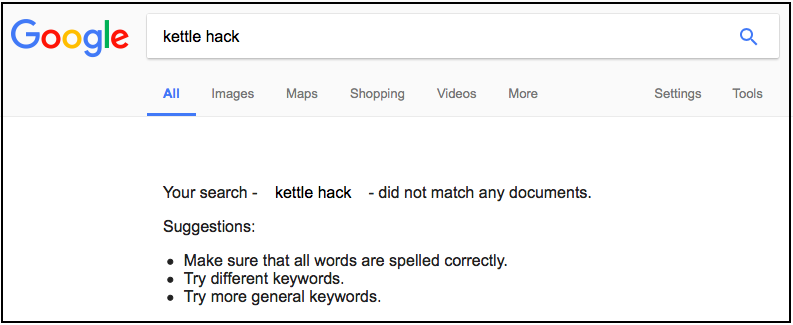 Google kettle hack
All Images Maps Shopping Videos More Settings Tools
Your search - kettle hack - did not match any documents.
Suggestions:
• Make sure that all words are spelled correctly.
• Try different keywords.
• Try more general keywords.